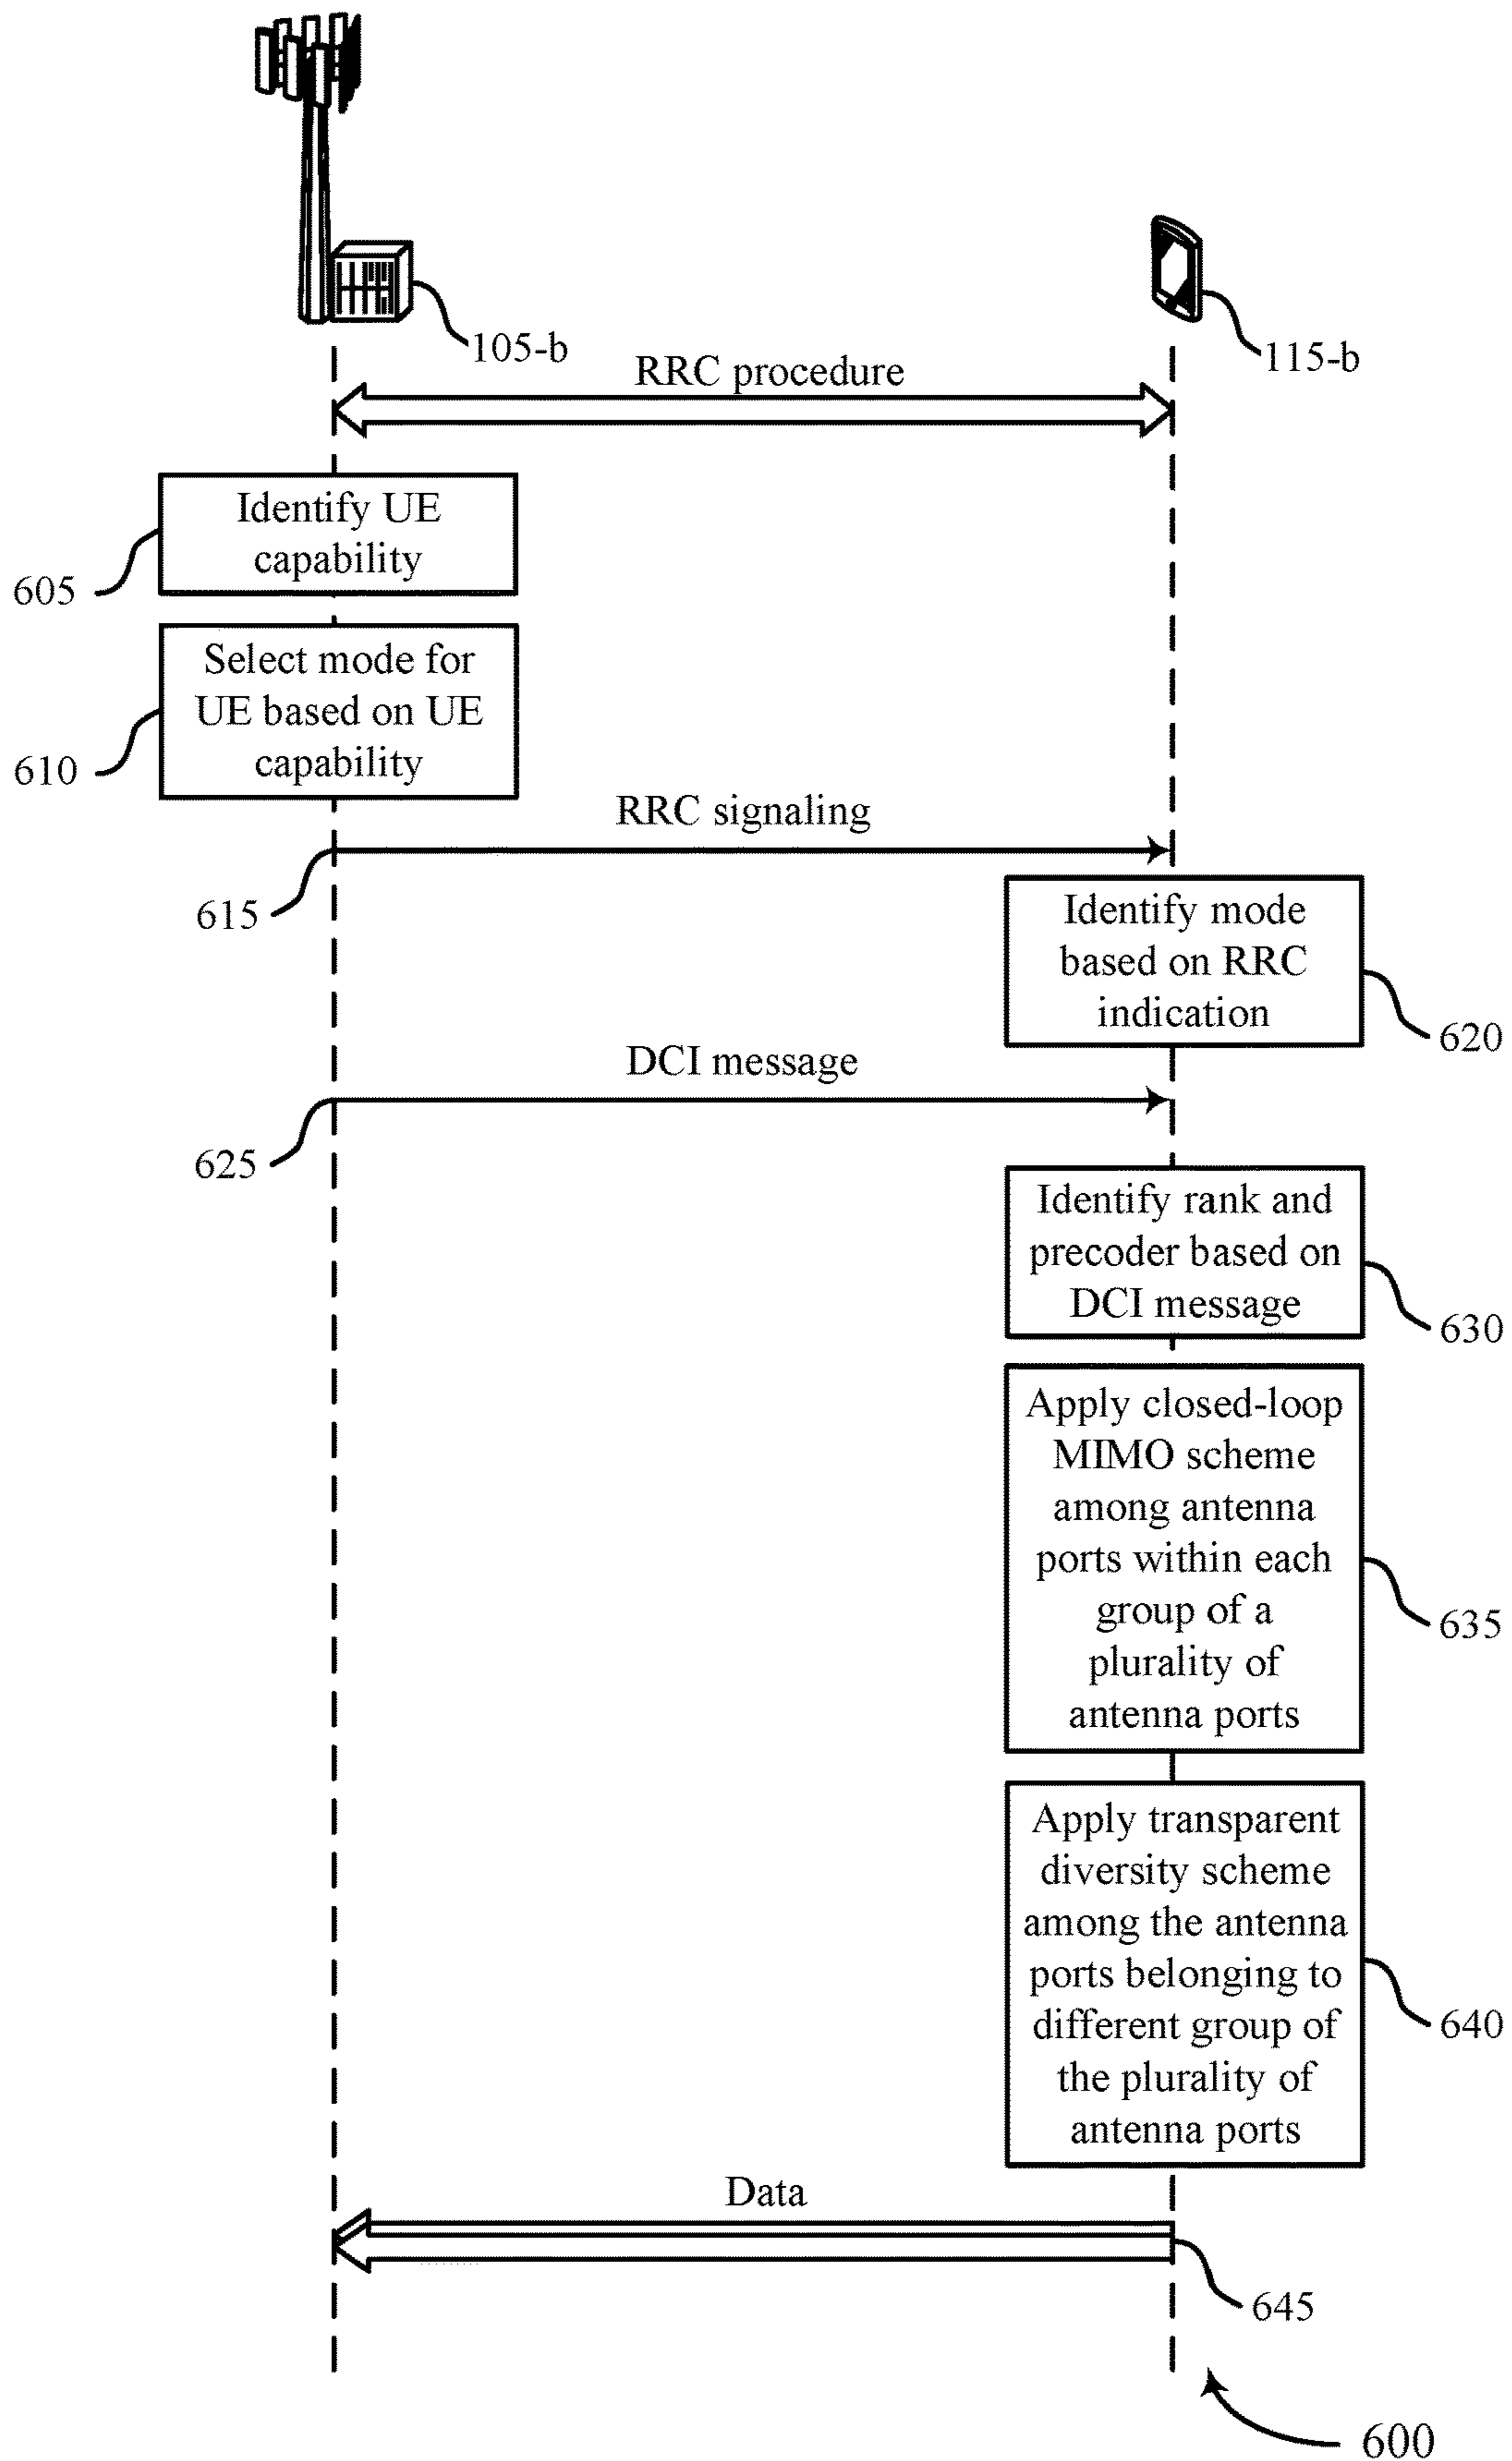 105-b
115-b
RRC procedure
Identify UE
capability
605
Select mode for
UE based on UE
capability
610
RRC signaling
615
Identify mode
based on RRC
indication
620
DCI message
625
Identify rank and
precoder based on
DCI message
630
Apply closed-loop
MIMO scheme
among antenna
ports within each
group of a
plurality of
antenna ports
635
Apply transparent
diversity scheme
among the antenna
ports belonging to
different group of
the plurality of
antenna ports
640
Data
645
600